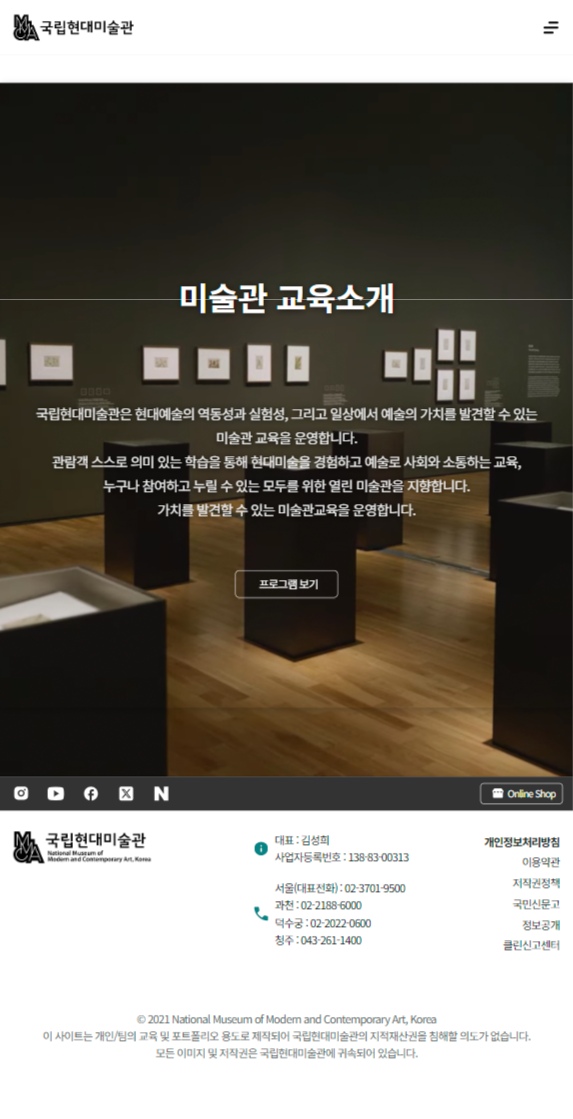 MMCA 국립현대미술관
미술관 교육소개
국립현대미술관은 현대예술의 역동성과 실험성, 그리고 일상에서 예술의 가치를 발견할 수 있는
미술관 교육을 운영합니다.
관람객 스스로 의미 있는 학습을 통해 현대미술을 경험하고 예술로 사회와 소통하는 교육,
누구나 참여하고 누릴 수 있는 모두를 위한 열린 미술관을 지향합니다.
가치를 발견할 수 있는 미술관교육을 운영합니다.
프로그램 보기
Online Shop
MMCA 국립현대미술관
National Museum of
Modern and Contemporary Art, Korea
대표 : 김성희
사업자등록번호 : 138-83-00313
서울(대표전화) : 02-3701-9500
과천 : 02-2188-6000
덕수궁 : 02-2022-0600
청주 : 043-261-1400
개인정보처리방침
이용약관
저작권정책
국민신문고
정보공개
클린신고센터
© 2021 National Museum of Modern and Contemporary Art, Korea
이 사이트는 개인/팀의 교육 및 포트폴리오 용도로 제작되어 국립현대미술관의 지적재산권을 침해할 의도가 없습니다.
모든 이미지 및 저작권은 국립현대미술관에 귀속되어 있습니다.